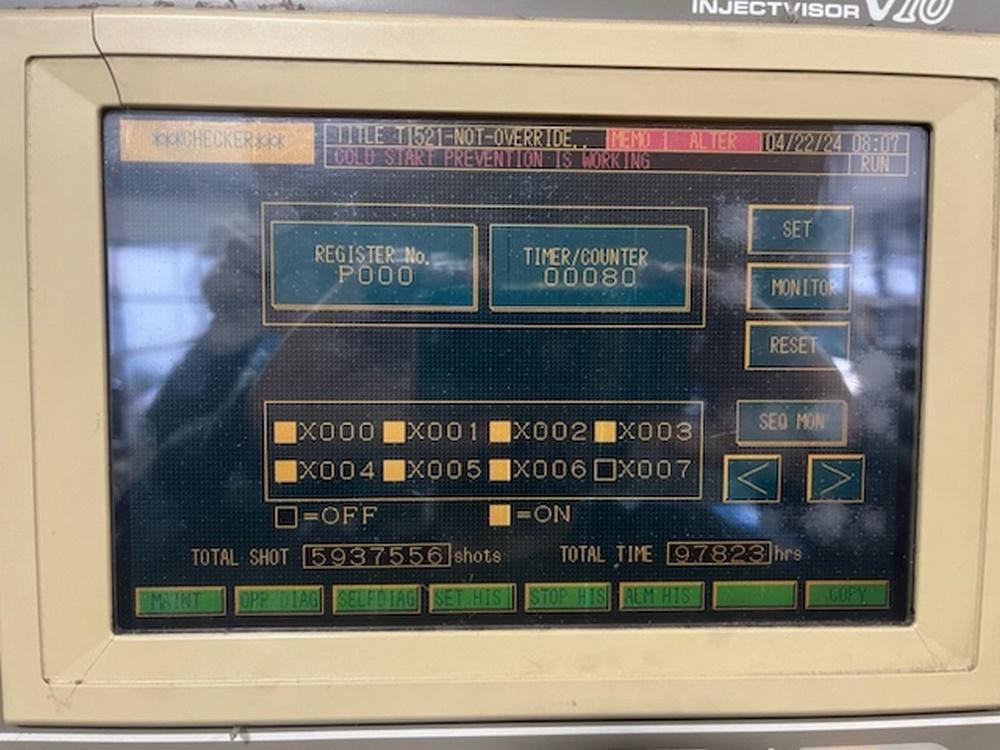 INJECTVISOR V10
***CHECKER***
TITLE T1521-NOT-OVERRIDE.. MEMO 1 ALTER 04/22/24 08:07
COLD START PREVENTION IS WORKING RUN
REGISTER No.
P000
TIMER/COUNTER
00080
SET
MONITOR
RESET
X000 X001 X002 X003
X004 X005 X006 X007
=OFF =ON
SEQ MON
< >
TOTAL SHOT 5937556 shots TOTAL TIME 97823 hrs
MAINT OPR DIAG SELFDIAG SET HIS STOP HIS ALM HIS COPY